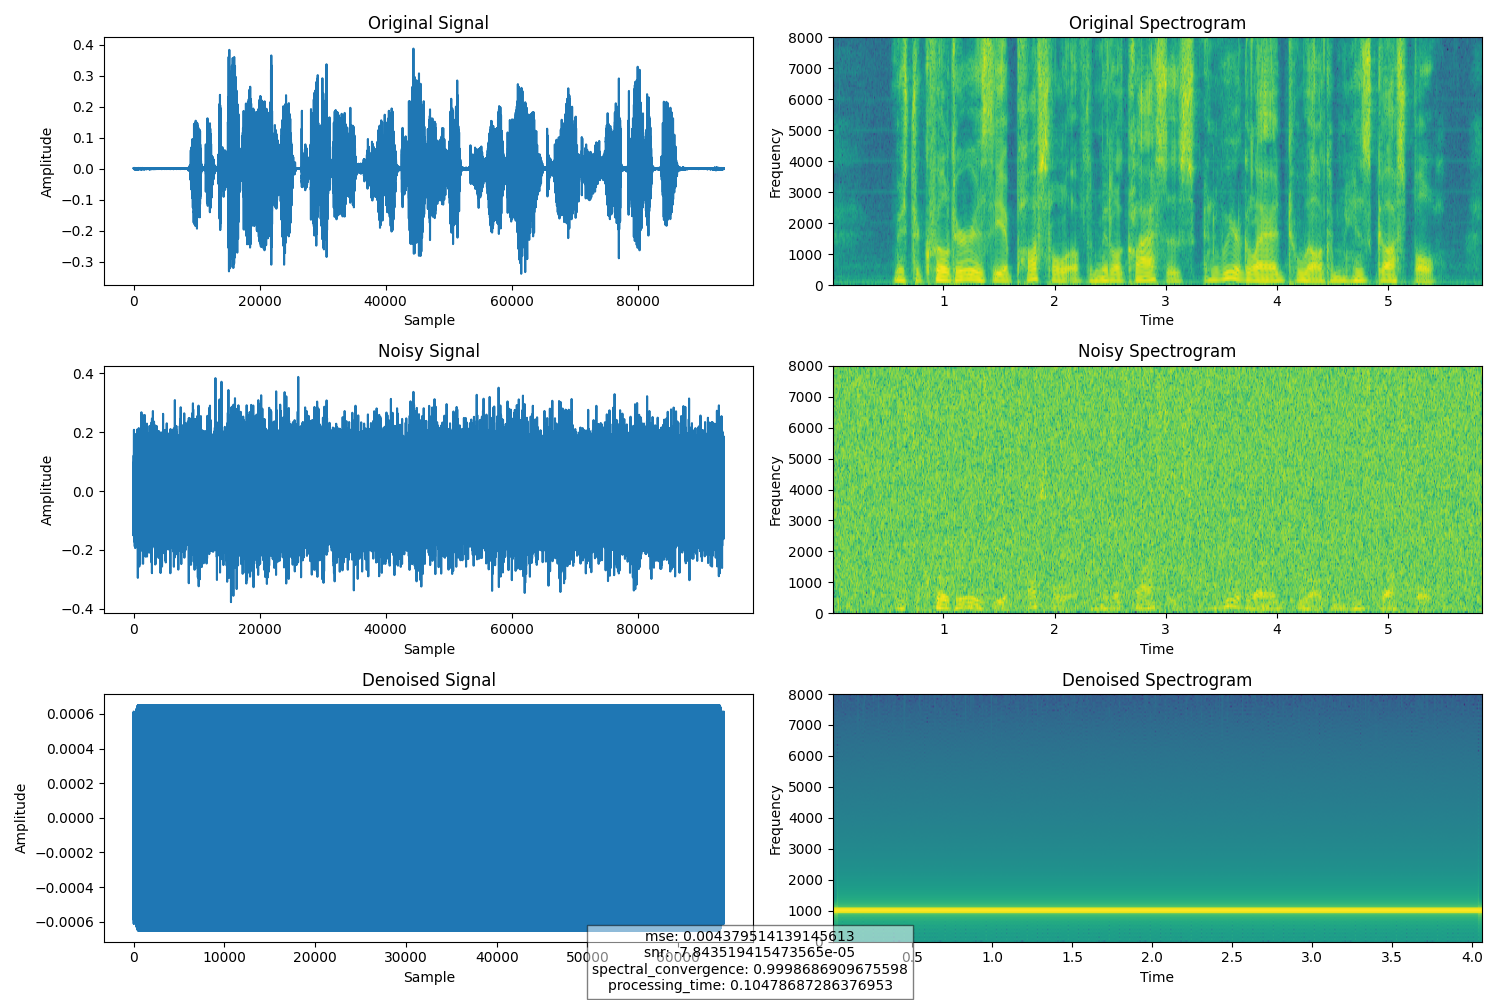 Original Signal
0.4
0.3
0.2
0.1
0.0
−0.1
−0.2
−0.3
Amplitude
0 20000 40000 60000 80000
Sample
Original Spectrogram
8000
7000
6000
5000
4000
3000
2000
1000
0
Frequency
1 2 3 4 5
Time
Noisy Signal
0.4
0.2
0.0
−0.2
−0.4
Amplitude
0 20000 40000 60000 80000
Sample
Noisy Spectrogram
8000
7000
6000
5000
4000
3000
2000
1000
0
Frequency
1 2 3 4 5
Time
Denoised Signal
0.0006
0.0004
0.0002
0.0000
−0.0002
−0.0004
−0.0006
Amplitude
0 10000 20000 30000 40000 50000 60000
Sample
Denoised Spectrogram
8000
7000
6000
5000
4000
3000
2000
1000
Frequency
0.5 1.0 1.5 2.0 2.5 3.0 3.5 4.0
Time
mse: 0.004379514139145613
snr: -7.843519415473565e-05
spectral_convergence: 0.9998686909675598
processing_time: 0.10478687286376953